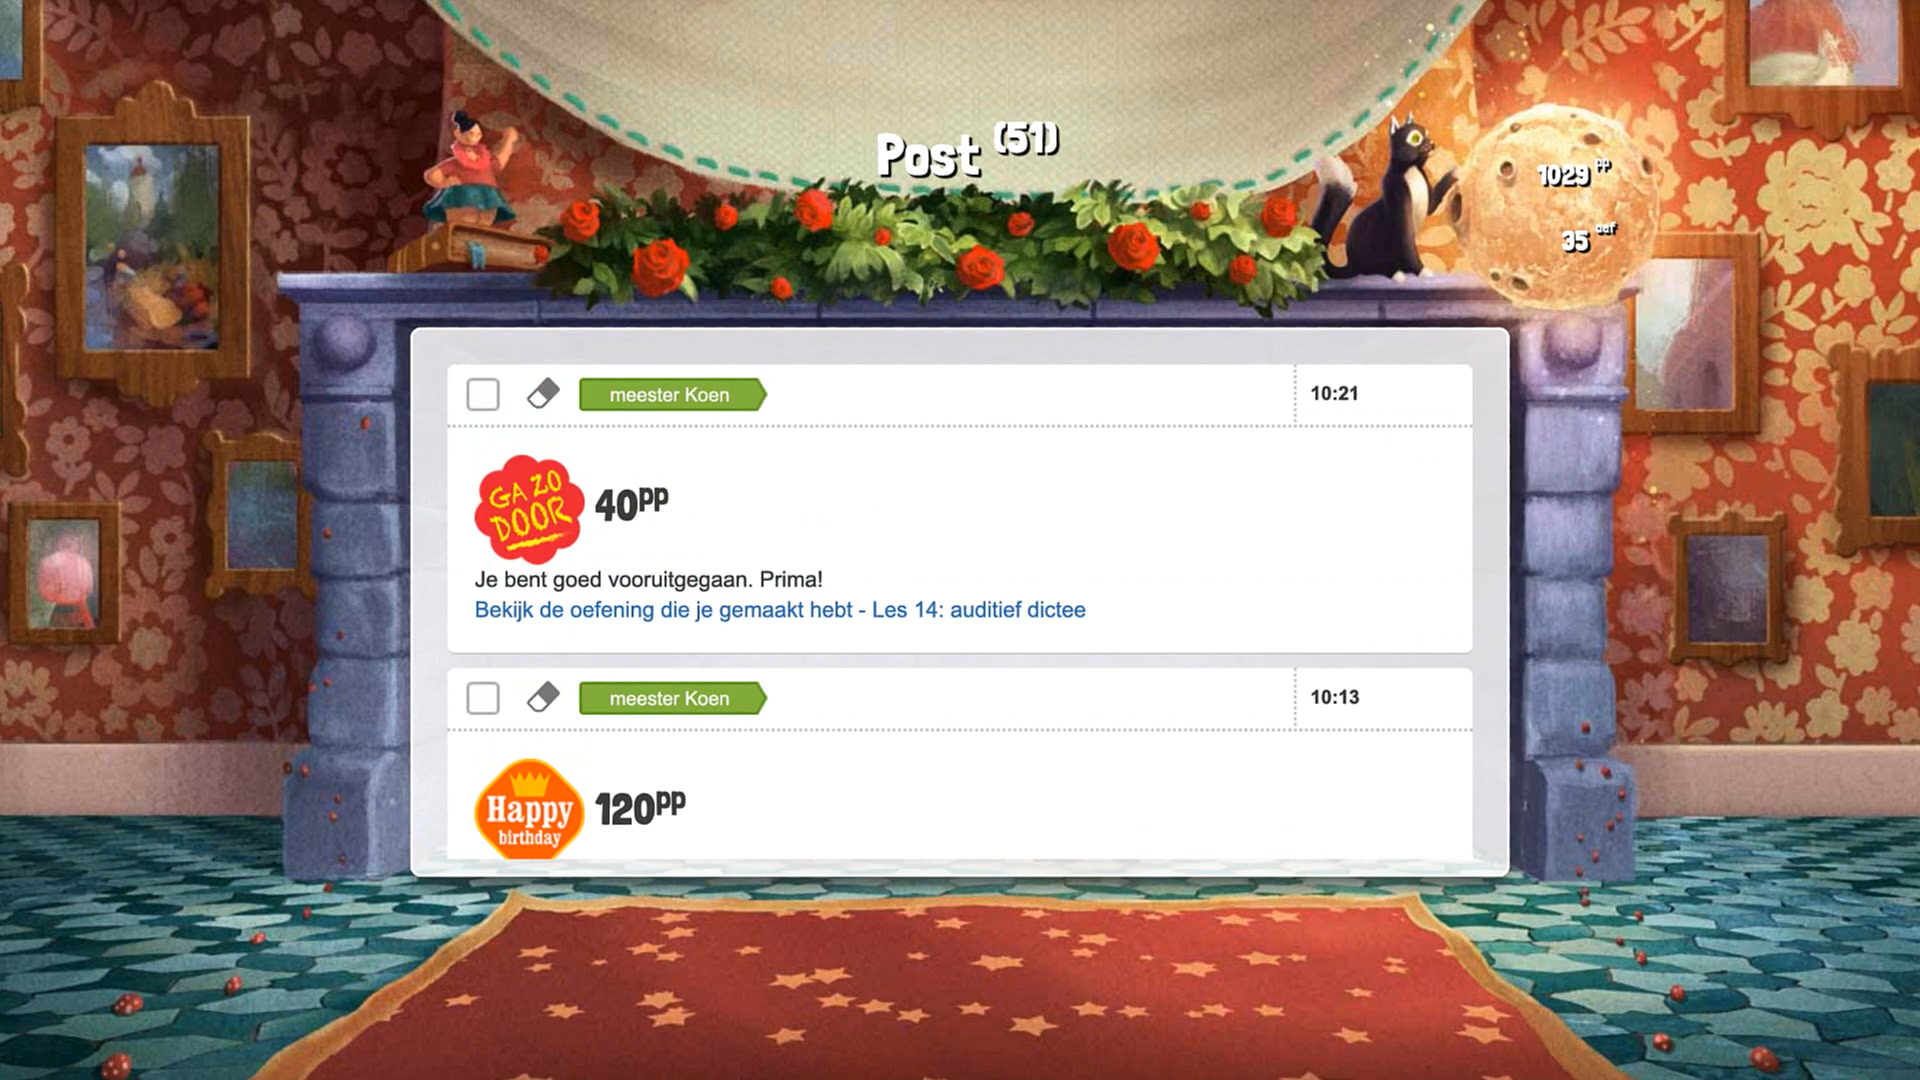 Post (51)
1029 pp
35
meester Koen
10:21
GA ZO
DOOR
40PP
Je bent goed vooruitgegaan. Prima!
Bekijk de oefening die je gemaakt hebt - Les 14: auditief dictee
meester Koen
10:13
Happy
birthday
120PP